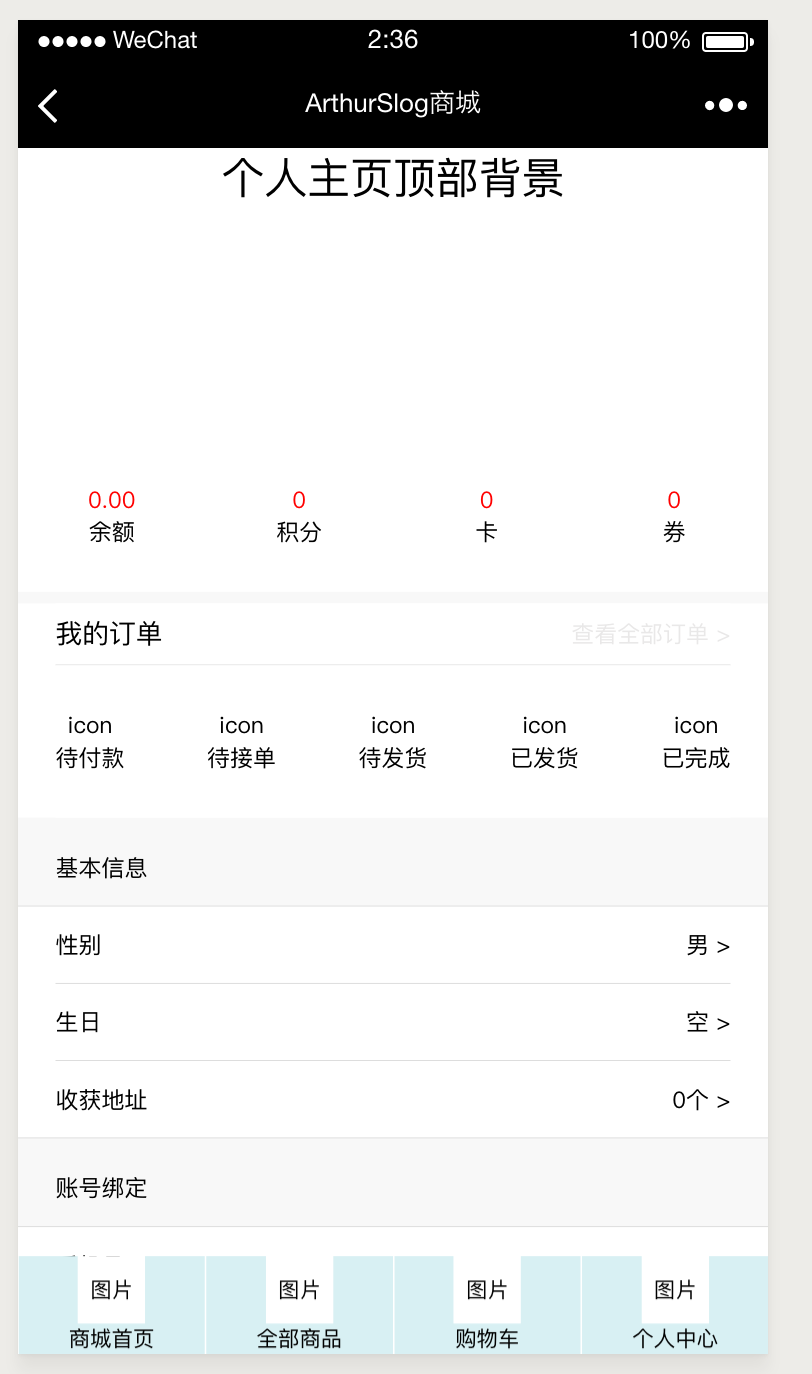 WeChat 2:36 100%
ArthurSlog商城
个人主页顶部背景
0.00 0 0 0
余额 积分 卡 券
我的订单 查看全部订单 >
icon icon icon icon icon
待付款 待接单 待发货 已发货 已完成
基本信息
性别 男 >
生日 空 >
收获地址 0个 >
账号绑定
图片 图片 图片 图片
商城首页 全部商品 购物车 个人中心